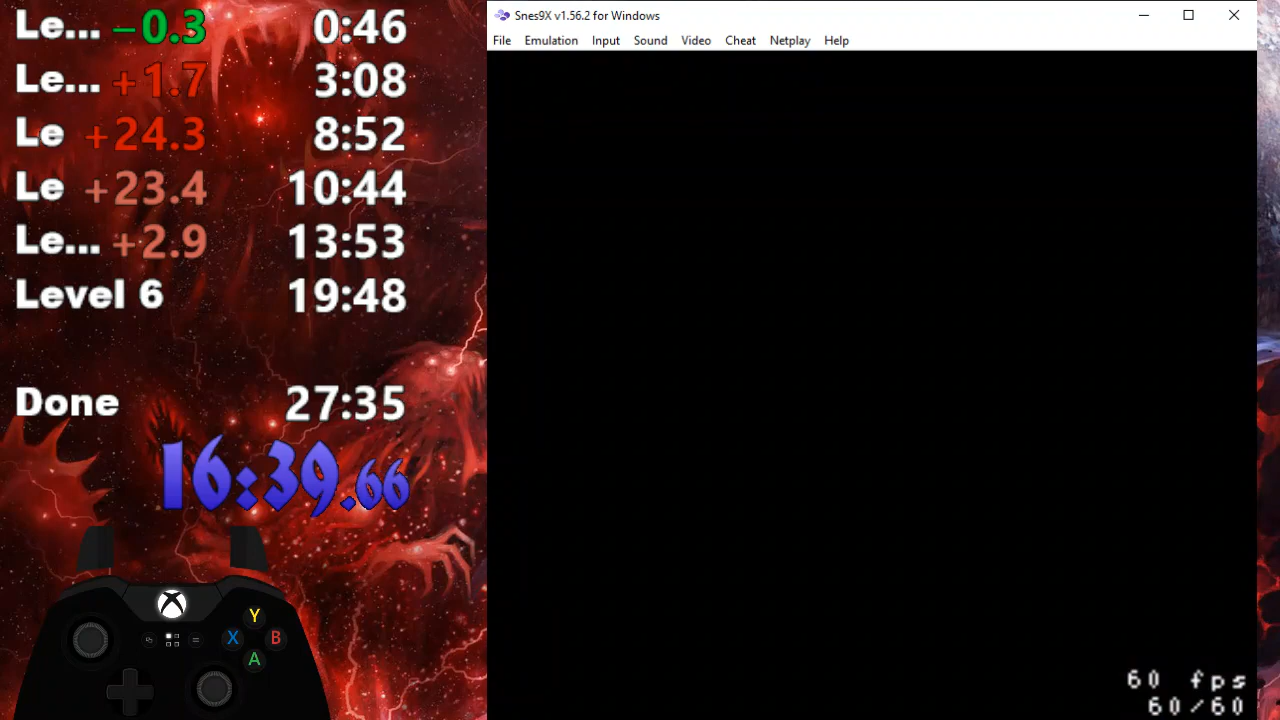 Le... −0.3 0:46
Le... +1.7 3:08
Le +24.3 8:52
Le +23.4 10:44
Le... +2.9 13:53
Level 6 19:48
Done 27:35
16:39.66
Y
X B
A
Snes9X v1.56.2 for Windows
File Emulation Input Sound Video Cheat Netplay Help
60 fps
60/60